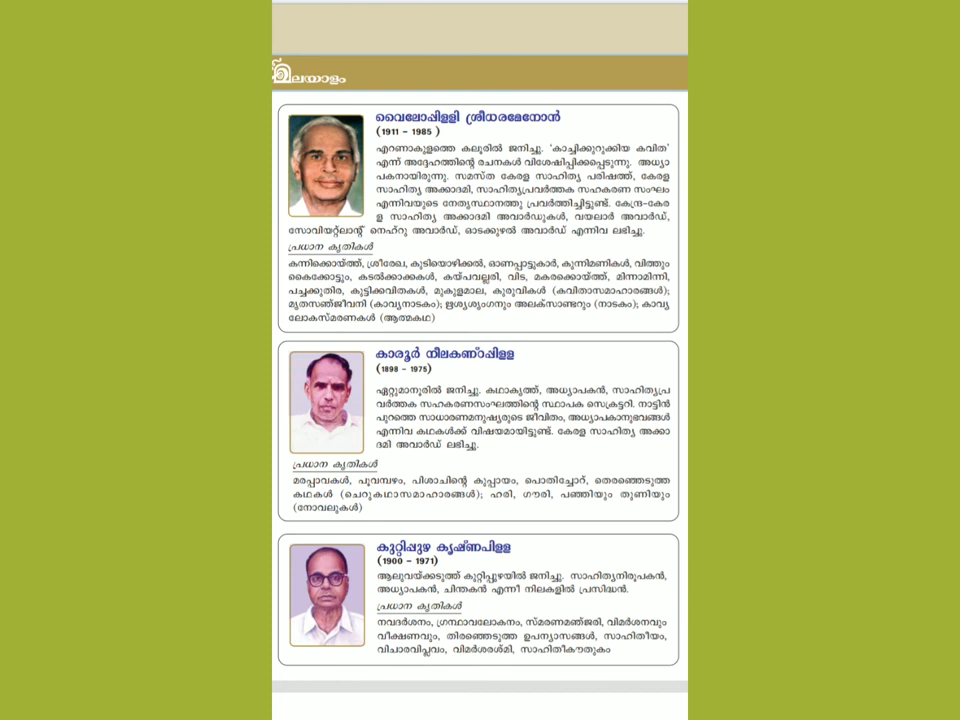 മലയാളം
വൈലോപ്പിള്ളി ശ്രീധരമേനോൻ
(1911 – 1985 )
എറണാകുളത്തെ കലൂരിൽ ജനിച്ചു. ‘കാച്ചിക്കുറുക്കിയ കവിത’
എന്ന് അദ്ദേഹത്തിന്റെ രചനകൾ വിശേഷിപ്പിക്കപ്പെടുന്നു. അധ്യാ
പകനായിരുന്നു. സമസ്ത കേരള സാഹിത്യ പരിഷത്ത്, കേരള
സാഹിത്യ അക്കാദമി, സാഹിത്യപ്രവർത്തക സഹകരണ സംഘം
എന്നിവയുടെ നേതൃസ്ഥാനത്തു പ്രവർത്തിച്ചിട്ടുണ്ട്. കേന്ദ്ര-കേര
ള സാഹിത്യ അക്കാദമി അവാർഡുകൾ, വയലാർ അവാർഡ്,
സോവിയറ്റ്ലാന്റ് നെഹ്റു അവാർഡ്, ഓടക്കുഴൽ അവാർഡ് എന്നിവ ലഭിച്ചു.
പ്രധാന കൃതികൾ
കന്നിക്കൊയ്ത്ത്, ശ്രീരേഖ, കുടിയൊഴിക്കൽ, ഓണപ്പാട്ടുകാർ, കുന്നിമണികൾ, വിത്തും
കൈക്കോട്ടും, കടൽക്കാക്കകൾ, കയ്പവല്ലരി, വിട, മകരക്കൊയ്ത്ത്, മിന്നാമിന്നി,
പച്ചക്കുതിര, കുട്ടിക്കവിതകൾ, മുകുളമാല, കുരുവികൾ (കവിതാസമാഹാരങ്ങൾ);
മൃതസഞ്ജീവനി (കാവ്യനാടകം); ഋശ്യശൃംഗനും അലക്സാണ്ടറും (നാടകം); കാവ്യ
ലോകസ്മരണകൾ (ആത്മകഥ)
കാരൂർ നീലകണ്ഠപ്പിള്ള
(1898 – 1975)
ഏറ്റുമാനൂരിൽ ജനിച്ചു. കഥാകൃത്ത്, അധ്യാപകൻ, സാഹിത്യപ്ര
വർത്തക സഹകരണസംഘത്തിന്റെ സ്ഥാപക സെക്രട്ടറി. നാട്ടിൻ
പുറത്തെ സാധാരണമനുഷ്യരുടെ ജീവിതം, അധ്യാപകാനുഭവങ്ങൾ
എന്നിവ കഥകൾക്ക് വിഷയമായിട്ടുണ്ട്. കേരള സാഹിത്യ അക്കാ
ദമി അവാർഡ് ലഭിച്ചു.
പ്രധാന കൃതികൾ
മരപ്പാവകൾ, പൂവമ്പഴം, പിശാചിന്റെ കുപ്പായം, പൊതിച്ചോറ്, തെരഞ്ഞെടുത്ത
കഥകൾ (ചെറുകഥാസമാഹാരങ്ങൾ); ഹരി, ഗൗരി, പഞ്ഞിയും തുണിയും
(നോവലുകൾ)
കുറ്റിപ്പുഴ കൃഷ്ണപിള്ള
(1900 – 1971)
ആലുവയ്ക്കടുത്ത് കുറ്റിപ്പുഴയിൽ ജനിച്ചു. സാഹിത്യനിരൂപകൻ,
അധ്യാപകൻ, ചിന്തകൻ എന്നീ നിലകളിൽ പ്രസിദ്ധൻ.
പ്രധാന കൃതികൾ
നവദർശനം, ഗ്രന്ഥാവലോകനം, സ്മരണമഞ്ജരി, വിമർശനവും
വീക്ഷണവും, തിരഞ്ഞെടുത്ത ഉപന്യാസങ്ങൾ, സാഹിതീയം,
വിചാരവിപ്ലവം, വിമർശരശ്മി, സാഹിതീകൗതുകം